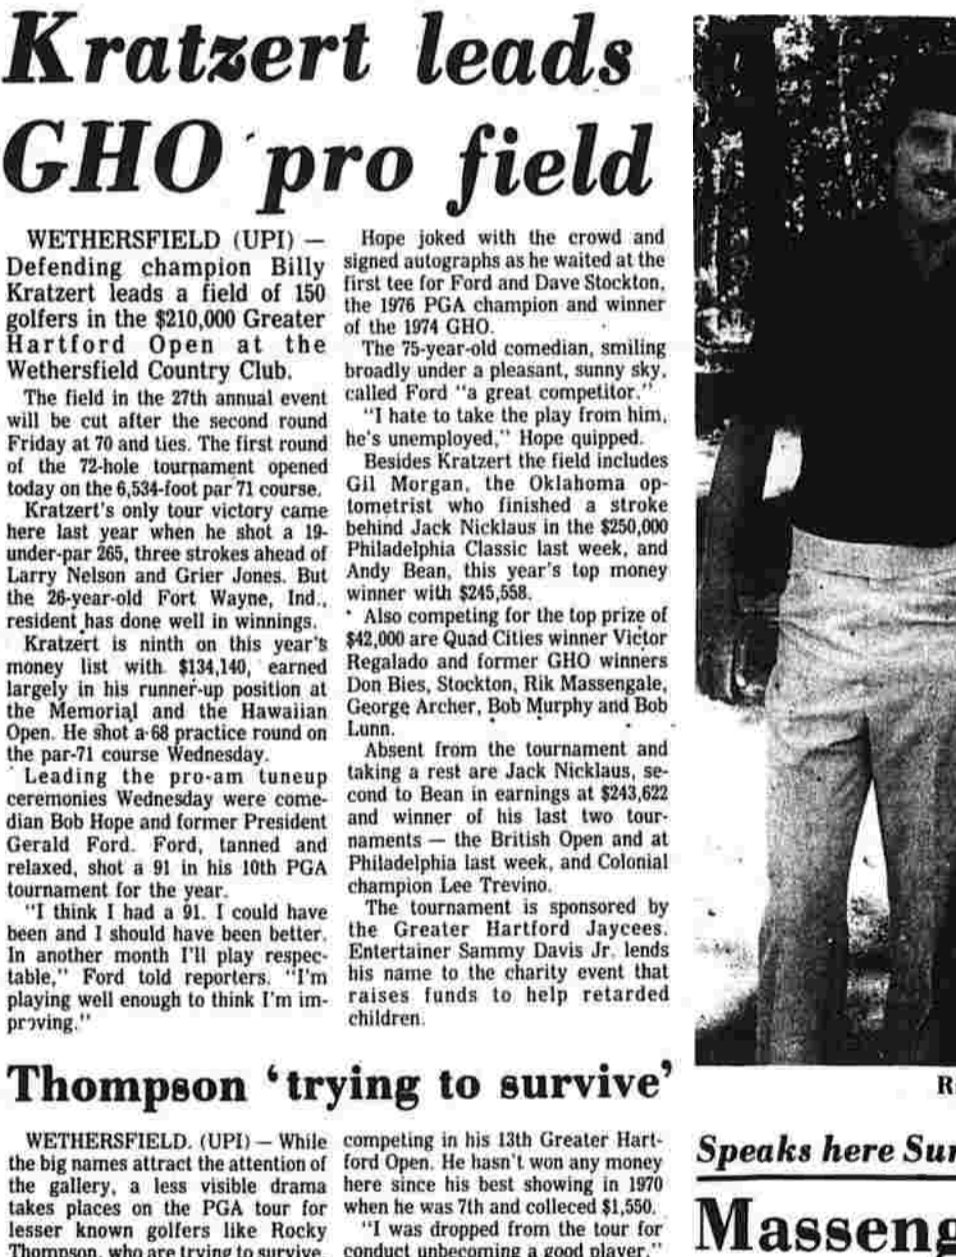 Kratzert leads
GHO pro field
WETHERSFIELD (UPI) —
Defending champion Billy
Kratzert leads a field of 150
golfers in the $210,000 Greater
Hartford Open at the
Wethersfield Country Club.
The field in the 27th annual event
will be cut after the second round
Friday at 70 and ties. The first round
of the 72-hole tournament opened
today on the 6,534-foot par 71 course.
Kratzert's only tour victory came
here last year when he shot a 19-
under-par 265, three strokes ahead of
Larry Nelson and Grier Jones. But
the 26-year-old Fort Wayne, Ind.,
resident has done well in winnings.
Kratzert is ninth on this year's
money list with $134,140, earned
largely in his runner-up position at
the Memorial and the Hawaiian
Open. He shot a 68 practice round on
the par-71 course Wednesday.
Leading the pro-am tuneup
ceremonies Wednesday were come-
dian Bob Hope and former President
Gerald Ford. Ford, tanned and
relaxed, shot a 91 in his 10th PGA
tournament for the year.
"I think I had a 91. I could have
been and I should have been better.
In another month I'll play respec-
table," Ford told reporters. "I'm
playing well enough to think I'm im-
proving."
Hope joked with the crowd and
signed autographs as he waited at the
first tee for Ford and Dave Stockton,
the 1976 PGA champion and winner
of the 1974 GHO.
The 75-year-old comedian, smiling
broadly under a pleasant, sunny sky,
called Ford "a great competitor."
"I hate to take the play from him,
he's unemployed," Hope quipped.
Besides Kratzert the field includes
Gil Morgan, the Oklahoma op-
tometrist who finished a stroke
behind Jack Nicklaus in the $250,000
Philadelphia Classic last week, and
Andy Bean, this year's top money
winner with $245,558.
Also competing for the top prize of
$42,000 are Quad Cities winner Victor
Regalado and former GHO winners
Don Bies, Stockton, Rik Massengale,
George Archer, Bob Murphy and Bob
Lunn.
Absent from the tournament and
taking a rest are Jack Nicklaus, se-
cond to Bean in earnings at $243,622
and winner of his last two tour-
naments — the British Open and at
Philadelphia last week, and Colonial
champion Lee Trevino.
The tournament is sponsored by
the Greater Hartford Jaycees.
Entertainer Sammy Davis Jr. lends
his name to the charity event that
raises funds to help retarded
children.
Thompson 'trying to survive'
WETHERSFIELD. (UPI) — While
the big names attract the attention of
the gallery, a less visible drama
takes places on the PGA tour for
lesser known golfers like Rocky
Thompson, who are trying to survive.
competing in his 13th Greater Hart-
ford Open. He hasn't won any money
here since his best showing in 1970
when he was 7th and colleced $1,550.
"I was dropped from the tour for
conduct unbecoming a good player,"
R
Speaks here Sun
Masseng